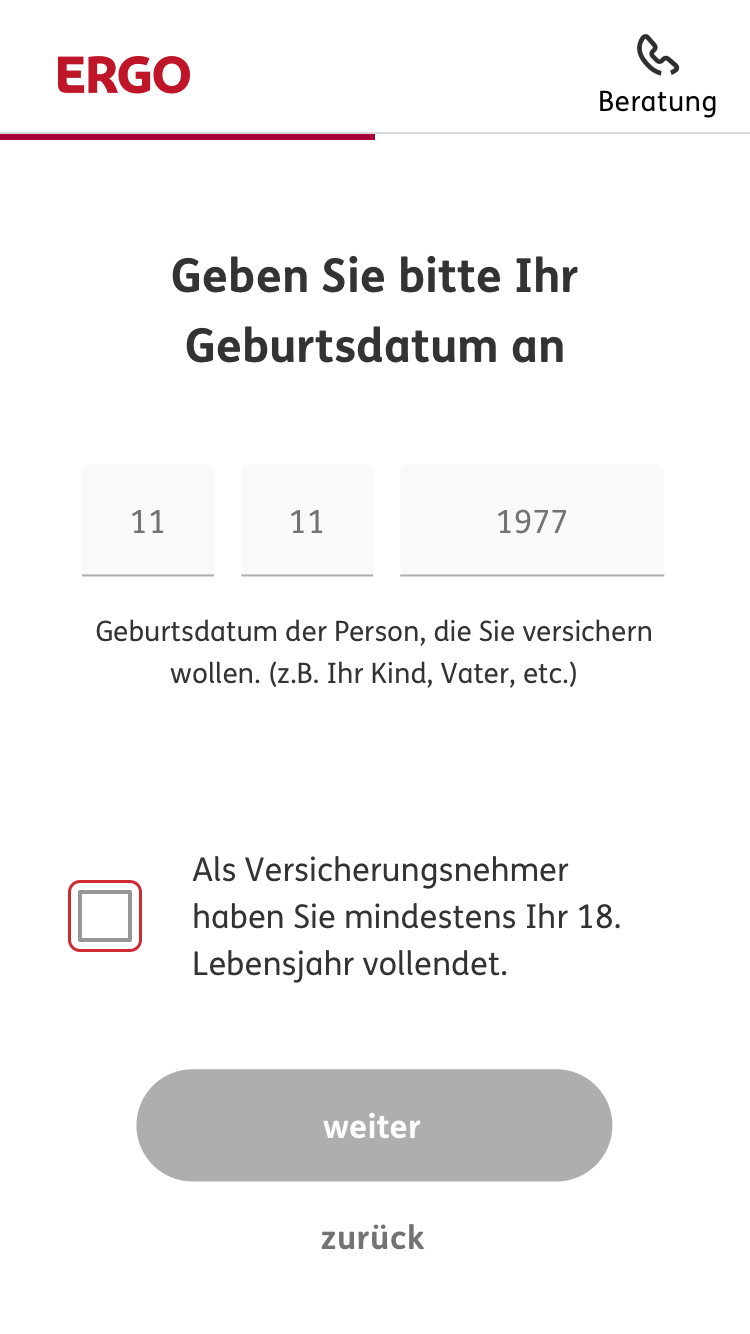 ERGO
Beratung
Geben Sie bitte Ihr
Geburtsdatum an
11 11 1977
Geburtsdatum der Person, die Sie versichern
wollen. (z.B. Ihr Kind, Vater, etc.)
Als Versicherungsnehmer
haben Sie mindestens Ihr 18.
Lebensjahr vollendet.
weiter
zurück